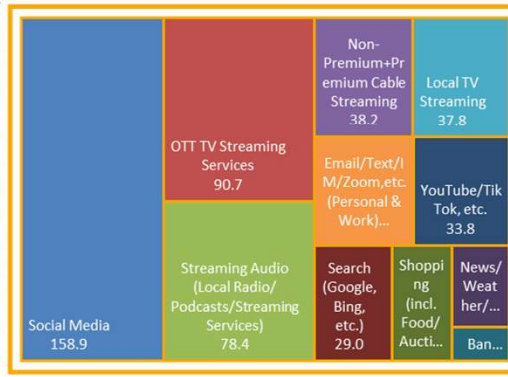 Social Media
158.9
OTT TV Streaming
Services
90.7
Streaming Audio
(Local Radio/
Podcasts/Streaming
Services)
78.4
Non-
Premium+Pr
emium Cable
Streaming
38.2
Local TV
Streaming
37.8
Email/Text/I
M/Zoom,etc.
(Personal &
Work)...
YouTube/Tik
Tok, etc.
33.8
Search
(Google,
Bing,
etc.)
29.0
Shoppi
ng
(incl.
Food/
Aucti...
News/
Weat
her/...
Ban...